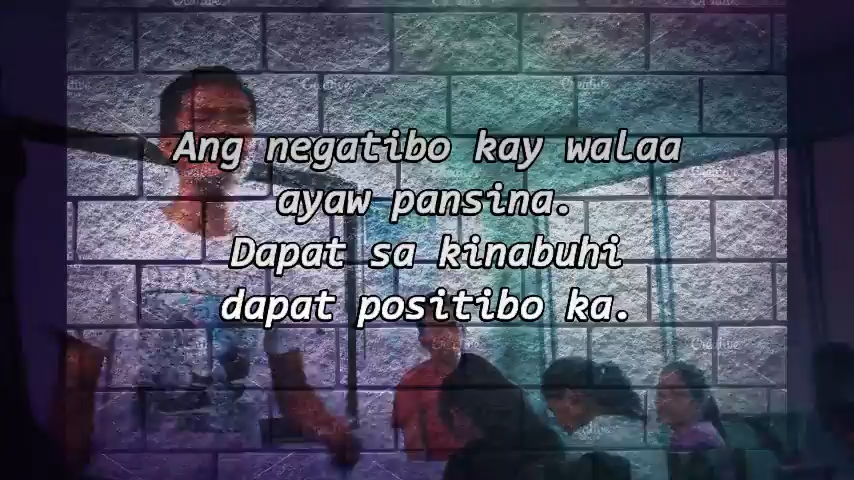 Ang negatibo kay walaa
ayaw pansina.
Dapat sa kinabuhi
dapat positibo ka.